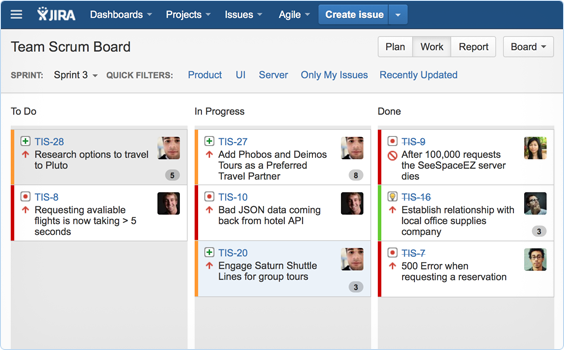 JIRA Dashboards Projects Issues Agile Create issue
Team Scrum Board Plan Work Report Board
SPRINT: Sprint 3 QUICK FILTERS: Product UI Server Only My Issues Recently Updated
To Do
TIS-28
Research options to travel
to Pluto
5
TIS-8
Requesting avaliable
flights is now taking > 5
seconds
In Progress
TIS-27
Add Phobos and Deimos
Tours as a Preferred
Travel Partner
8
TIS-10
Bad JSON data coming
back from hotel API
TIS-20
Engage Saturn Shuttle
Lines for group tours
3
Done
TIS-9
After 100,000 requests
the SeeSpaceEZ server
dies
TIS-16
Establish relationship with
local office supplies
company
3
TIS-7
500 Error when
requesting a reservation